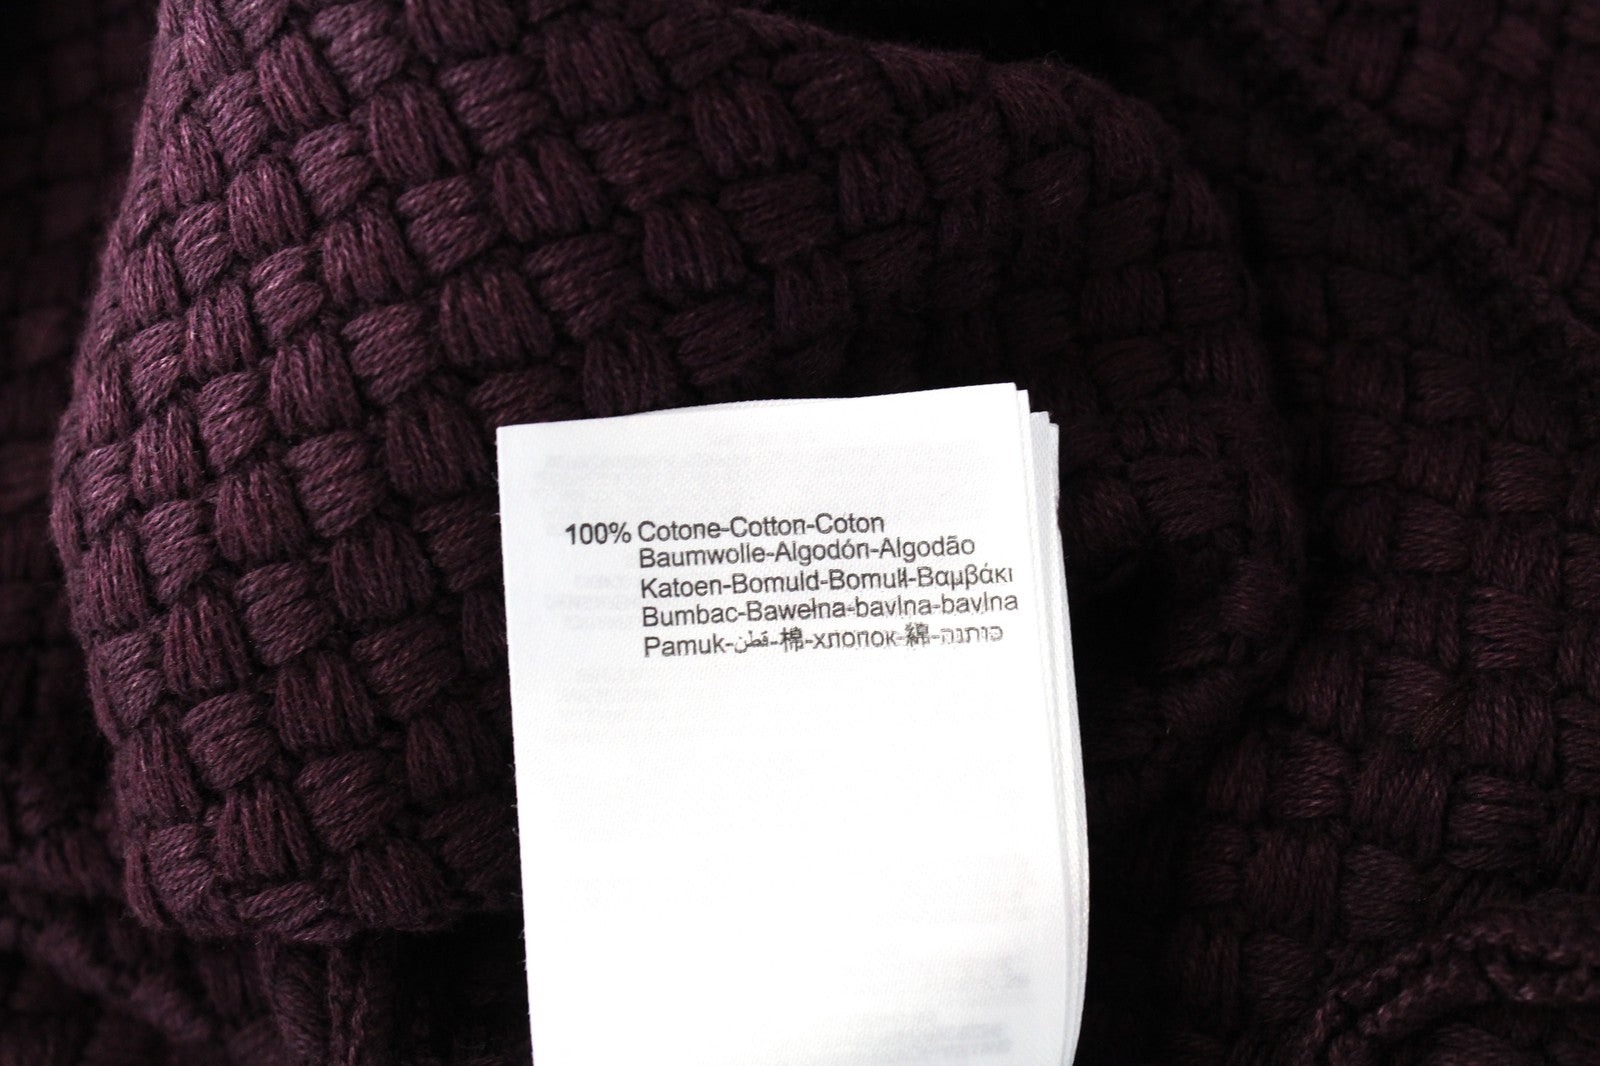 100% Cotone-Cotton-Coton
Baumwolle-Algodón-Algodão
Katoen-Bomuld-Bomull-Βαμβάκι
Bumbac-Bawełna-bavlna-bavlna
Pamuk-قطن-棉-хлопок-綿-כותנה